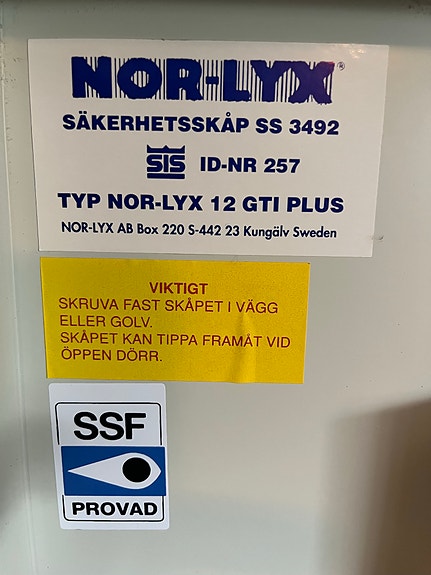 NOR-LYX®
SÄKERHETSSKÅP SS 3492
SIS ID-NR 257
TYP NOR-LYX 12 GTI PLUS
NOR-LYX AB Box 220 S-442 23 Kungälv Sweden
VIKTIGT
SKRUVA FAST SKÅPET I VÄGG
ELLER GOLV.
SKÅPET KAN TIPPA FRAMÅT VID
ÖPPEN DÖRR.
SSF
PROVAD